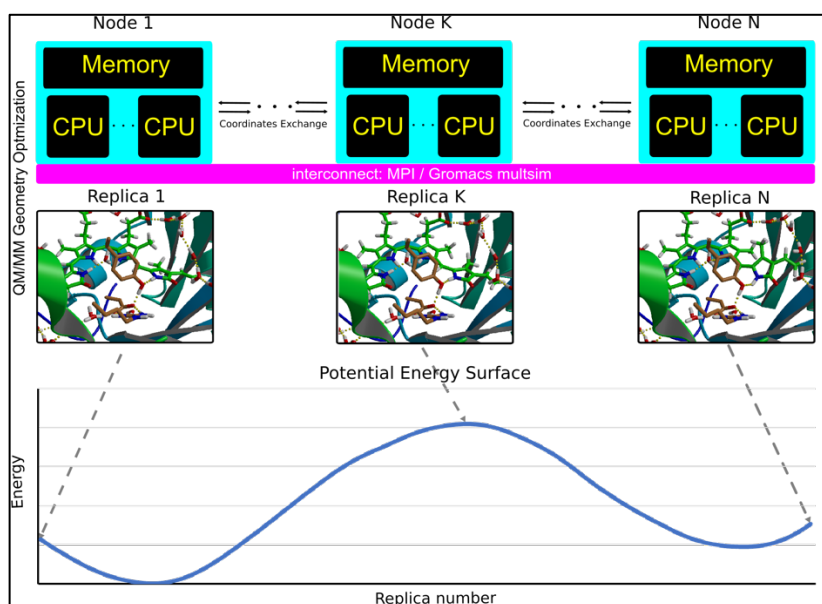 Node 1
Node K
Node N
Memory
Memory
Memory
CPU · · · CPU
CPU · · · CPU
CPU · · · CPU
Coordinates Exchange
Coordinates Exchange
QM/MM Geometry Optimization
interconnect: MPI / Gromacs multsim
Replica 1
Replica K
Replica N
Potential Energy Surface
Energy
Replica number